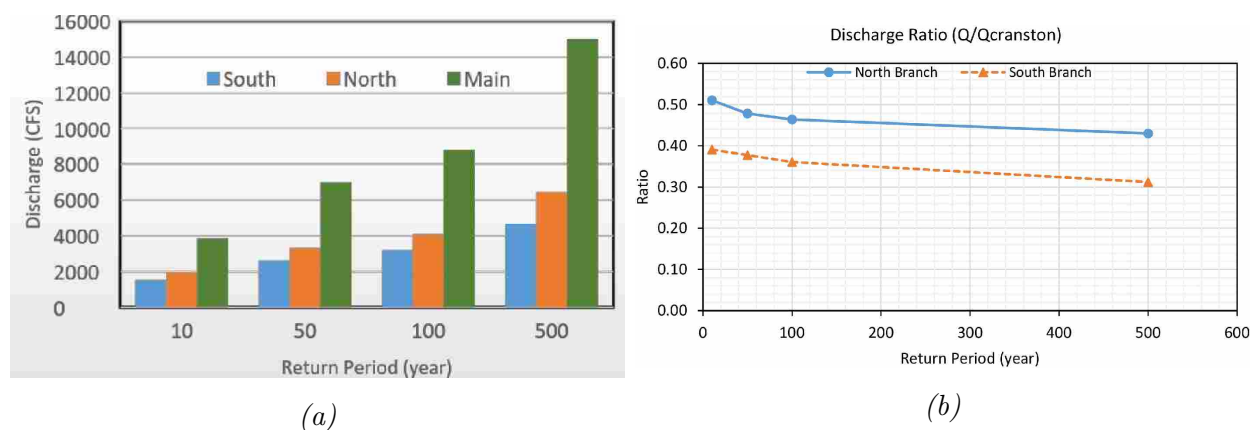 16000
14000
12000
10000
8000
6000
4000
2000
0
Discharge (CFS)
South North Main
10 50 100 500
Return Period (year)
(a)
Discharge Ratio (Q/Qcranston)
North Branch South Branch
0.60
0.50
0.40
0.30
0.20
0.10
0.00
Ratio
0 100 200 300 400 500 600
Return Period (year)
(b)